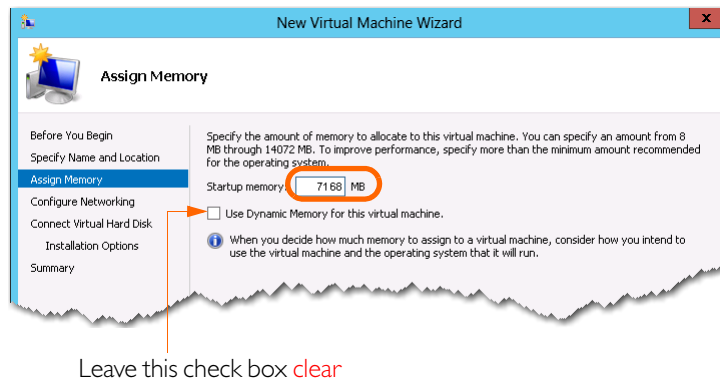 New Virtual Machine Wizard
x
Assign Memory
Before You Begin
Specify Name and Location
Assign Memory
Configure Networking
Connect Virtual Hard Disk
Installation Options
Summary
Specify the amount of memory to allocate to this virtual machine. You can specify an amount from 8
MB through 14072 MB. To improve performance, specify more than the minimum amount recommended
for the operating system.
Startup memory: 7168 MB
Use Dynamic Memory for this virtual machine.
When you decide how much memory to assign to a virtual machine, consider how you intend to
use the virtual machine and the operating system that it will run.
Leave this check box clear